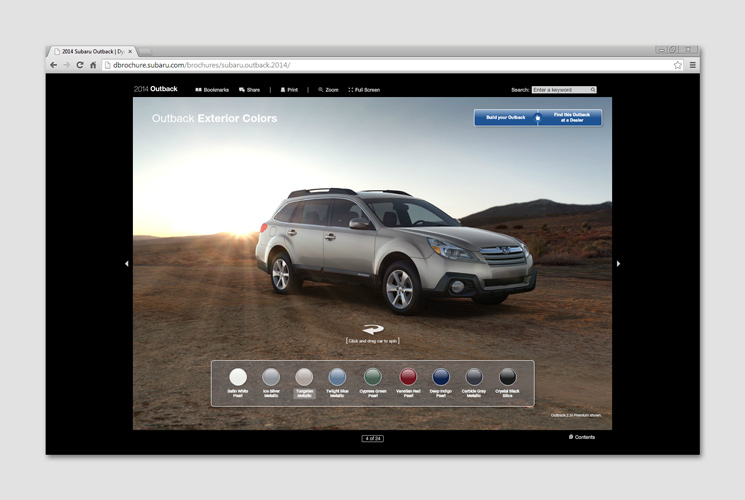 2014 Subaru Outback | Dy
dbrochure.subaru.com/brochures/subaru.outback.2014/
2014 Outback
Bookmarks
Share
Print
Zoom
Full Screen
Search:
Enter a keyword
Outback Exterior Colors
Build your Outback
Find this Outback
at a Dealer
[Click and drag car to spin]
Satin White
Pearl
Ice Silver
Metallic
Tungsten
Metallic
Twilight Blue
Metallic
Cypress Green
Pearl
Venetian Red
Pearl
Deep Indigo
Pearl
Carbide Gray
Metallic
Crystal Black
Silica
Outback 2.5i Premium shown.
4 of 24
Contents